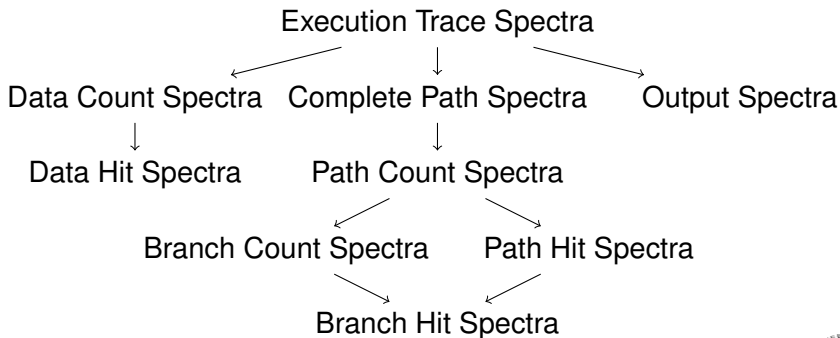 Execution Trace Spectra
Data Count Spectra Complete Path Spectra Output Spectra
Data Hit Spectra Path Count Spectra
Branch Count Spectra Path Hit Spectra
Branch Hit Spectra